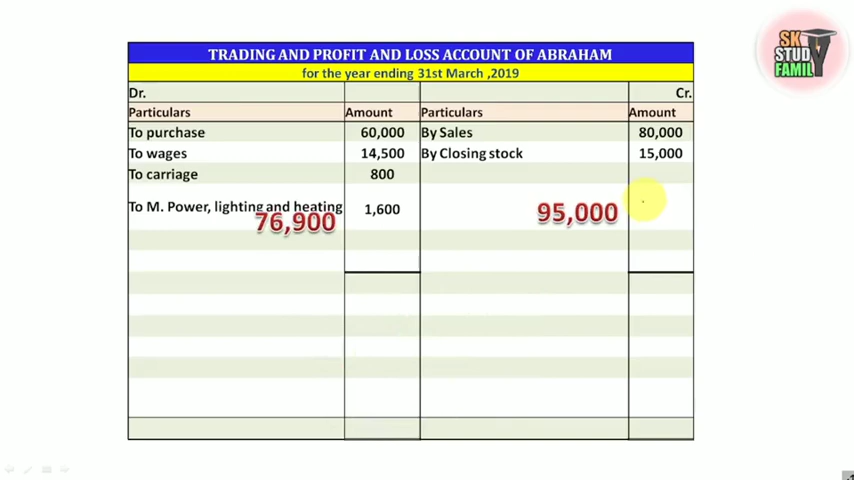 SK
STUDY
FAMILY
TRADING AND PROFIT AND LOSS ACCOUNT OF ABRAHAM
for the year ending 31st March ,2019
Dr. Cr.
Particulars Amount Particulars Amount
To purchase 60,000 By Sales 80,000
To wages 14,500 By Closing stock 15,000
To carriage 800
To M. Power, lighting and heating 1,600
76,900 95,000